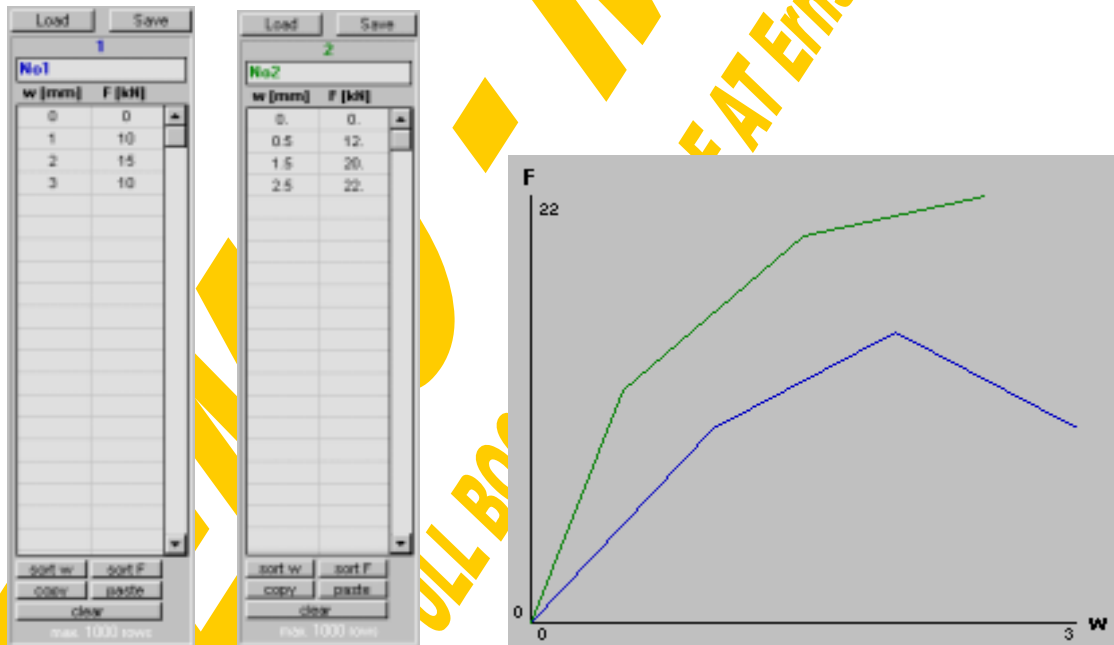 Load Save
1
No1
w [mm] F [kN]
0 0
1 10
2 15
3 10
sort w sort F
copy paste
clear
max. 1000 rows
Load Save
2
No2
w [mm] F [kN]
0. 0.
0.5 12.
1.5 20.
2.5 22.
sort w sort F
copy paste
clear
max. 1000 rows
F
22
0
0
3
w
AT